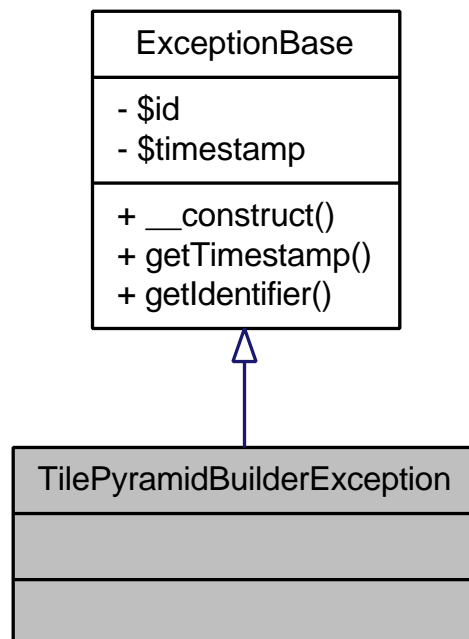 ExceptionBase
- $id
- $timestamp
+ __construct()
+ getTimestamp()
+ getIdentifier()
TilePyramidBuilderException